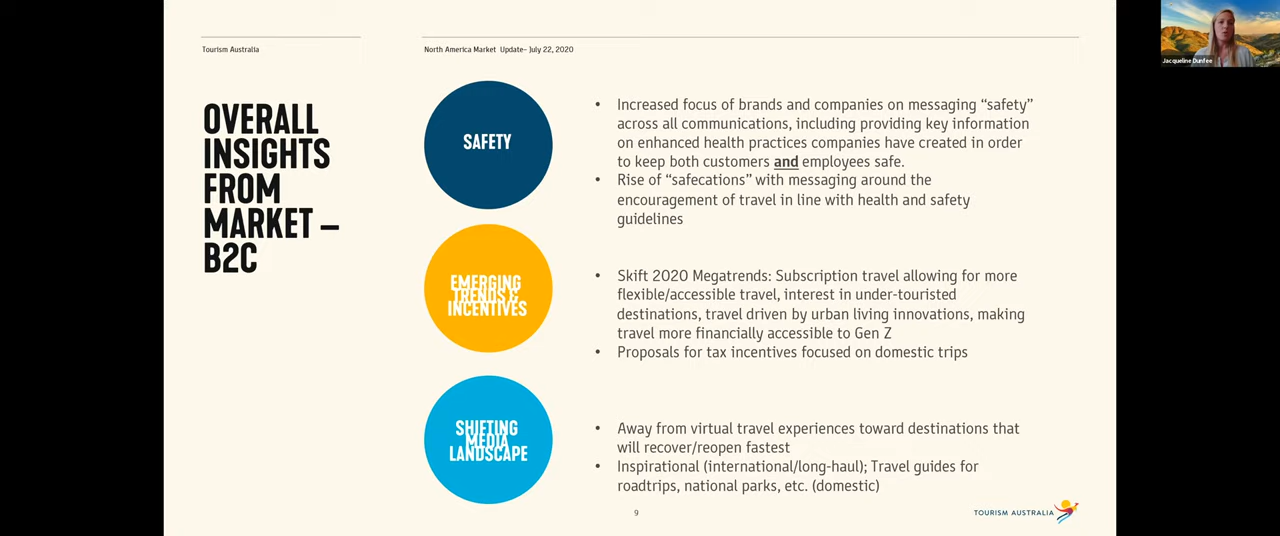 Tourism Australia
North America Market Update– July 22, 2020
Jacqueline Dunfee
OVERALL
INSIGHTS
FROM
MARKET –
B2C
SAFETY
• Increased focus of brands and companies on messaging “safety”
across all communications, including providing key information
on enhanced health practices companies have created in order
to keep both customers and employees safe.
• Rise of “safecations” with messaging around the
encouragement of travel in line with health and safety
guidelines
EMERGING
TRENDS &
INCENTIVES
• Skift 2020 Megatrends: Subscription travel allowing for more
flexible/accessible travel, interest in under-touristed
destinations, travel driven by urban living innovations, making
travel more financially accessible to Gen Z
• Proposals for tax incentives focused on domestic trips
SHIFTING
MEDIA
LANDSCAPE
• Away from virtual travel experiences toward destinations that
will recover/reopen fastest
• Inspirational (international/long-haul); Travel guides for
roadtrips, national parks, etc. (domestic)
9
TOURISM AUSTRALIA